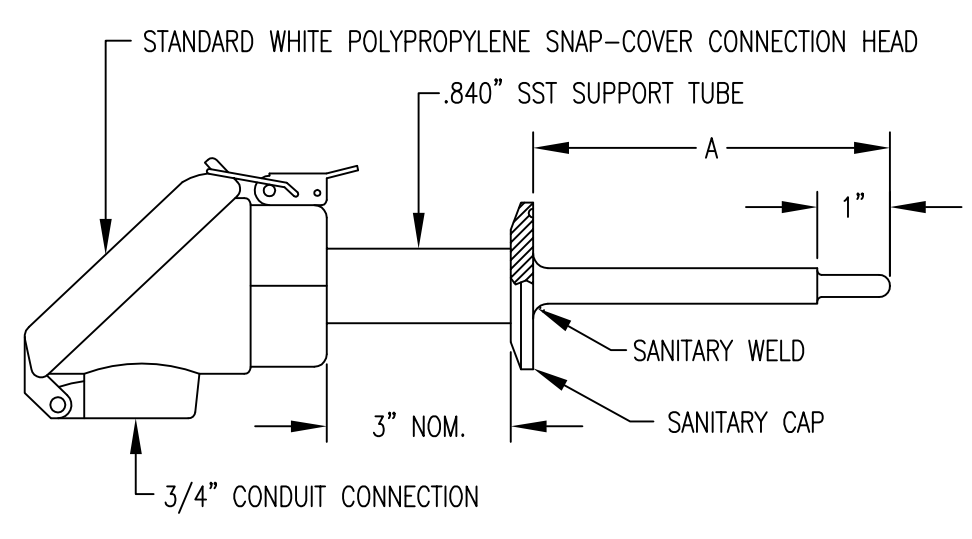 STANDARD WHITE POLYPROPYLENE SNAP-COVER CONNECTION HEAD
.840" SST SUPPORT TUBE
A
1"
SANITARY WELD
SANITARY CAP
3" NOM.
3/4" CONDUIT CONNECTION